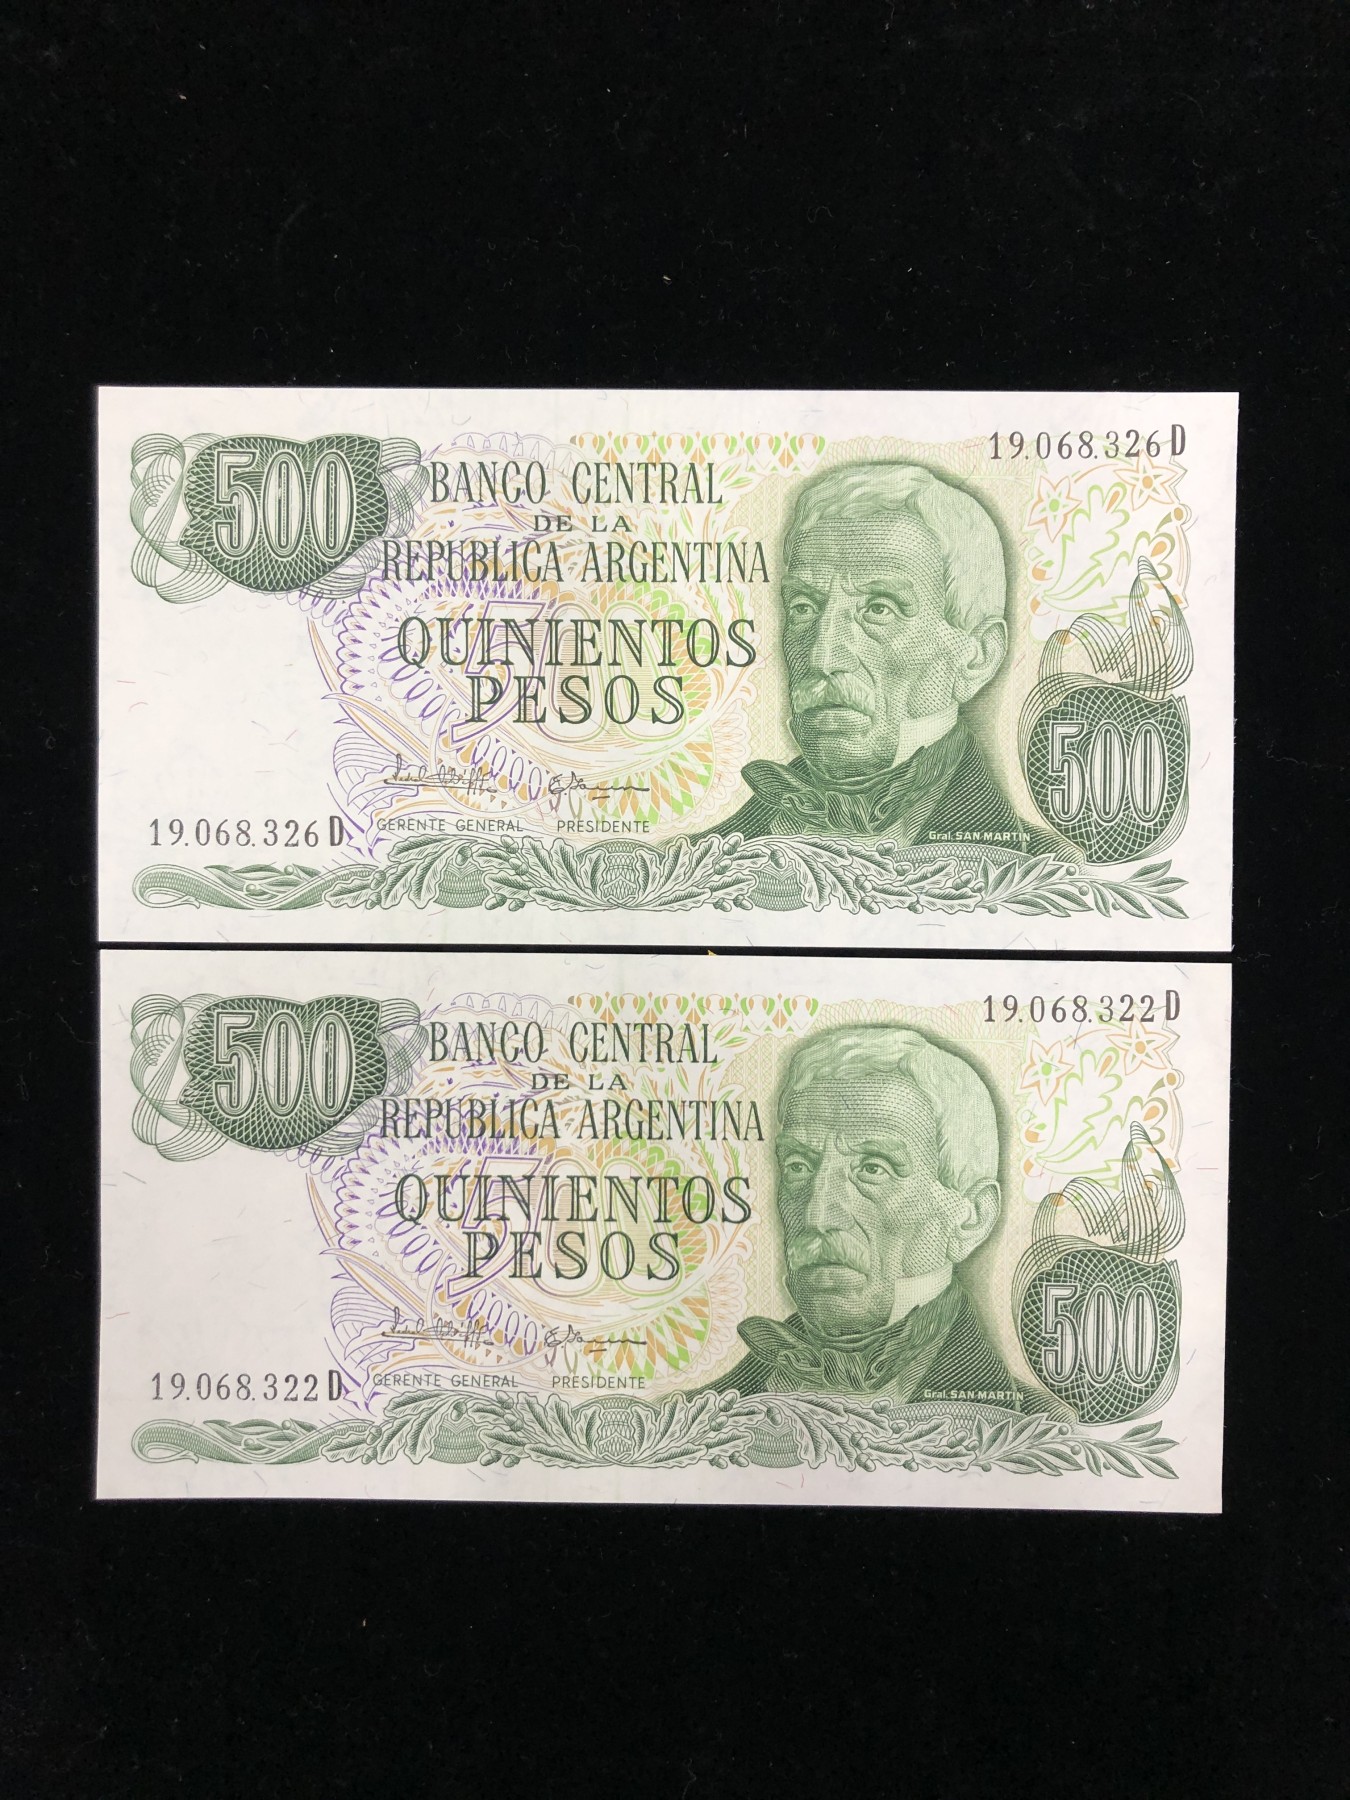 500
19.068.326 D
BANCO CENTRAL
DE LA
REPUBLICA ARGENTINA
500
QUINIENTOS
PESOS
500
GERENTE GENERAL PRESIDENTE
Gral. SAN MARTIN
19.068.326 D
500
19.068.322 D
BANCO CENTRAL
DE LA
REPUBLICA ARGENTINA
500
QUINIENTOS
PESOS
500
GERENTE GENERAL PRESIDENTE
Gral. SAN MARTIN
19.068.322 D